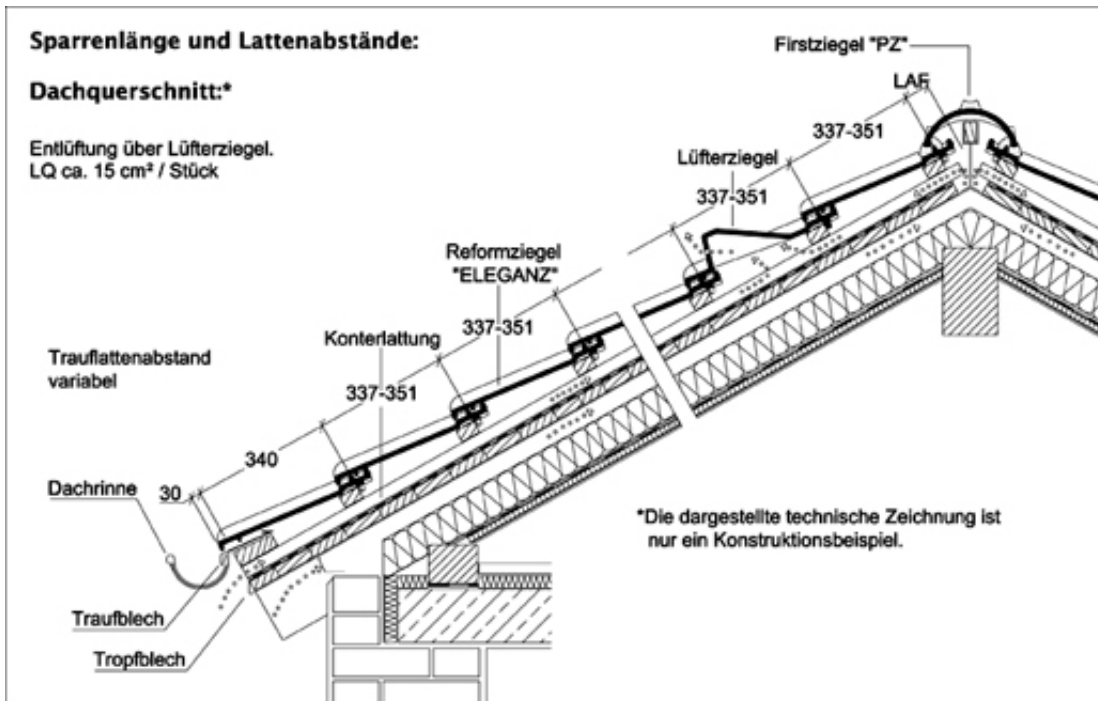 Sparrenlänge und Lattenabstände:
Dachquerschnitt:*
Entlüftung über Lüfterziegel.
LQ ca. 15 cm² / Stück
Firstziegel "PZ"
LAF
337-351
Lüfterziegel
337-351
Reformziegel
"ELEGANZ"
337-351
Konterlattung
337-351
Trauflattenabstand
variabel
340
30
Dachrinne
*Die dargestellte technische Zeichnung ist
nur ein Konstruktionsbeispiel.
Traufblech
Tropfblech